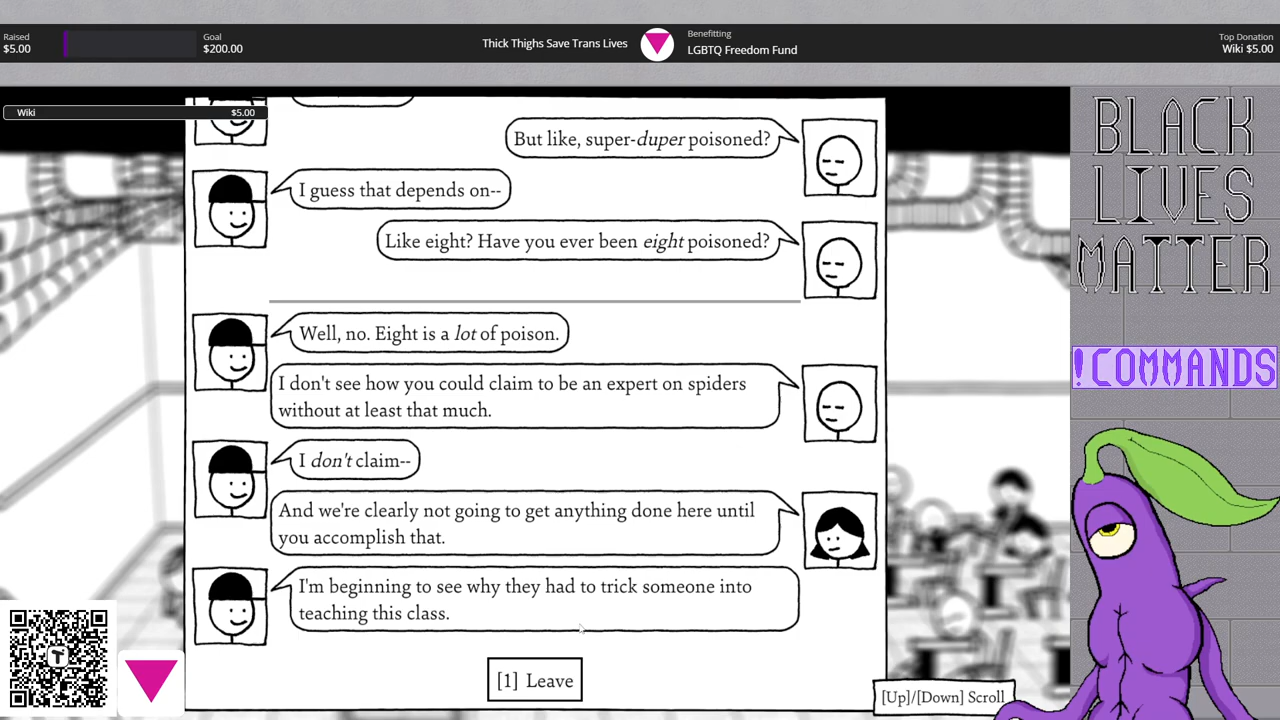 Raised
$5.00
Goal
$200.00
Thick Thighs Save Trans Lives
Benefitting
LGBTQ Freedom Fund
Top Donation
Wiki $5.00
Wiki $5.00
But like, super-duper poisoned?
I guess that depends on--
Like eight? Have you ever been eight poisoned?
Well, no. Eight is a lot of poison.
I don't see how you could claim to be an expert on spiders
without at least that much.
I don't claim--
And we're clearly not going to get anything done here until
you accomplish that.
I'm beginning to see why they had to trick someone into
teaching this class.
[1] Leave
[Up]/[Down] Scroll
BLACK
LIVES
MATTER
!COMMANDS
T